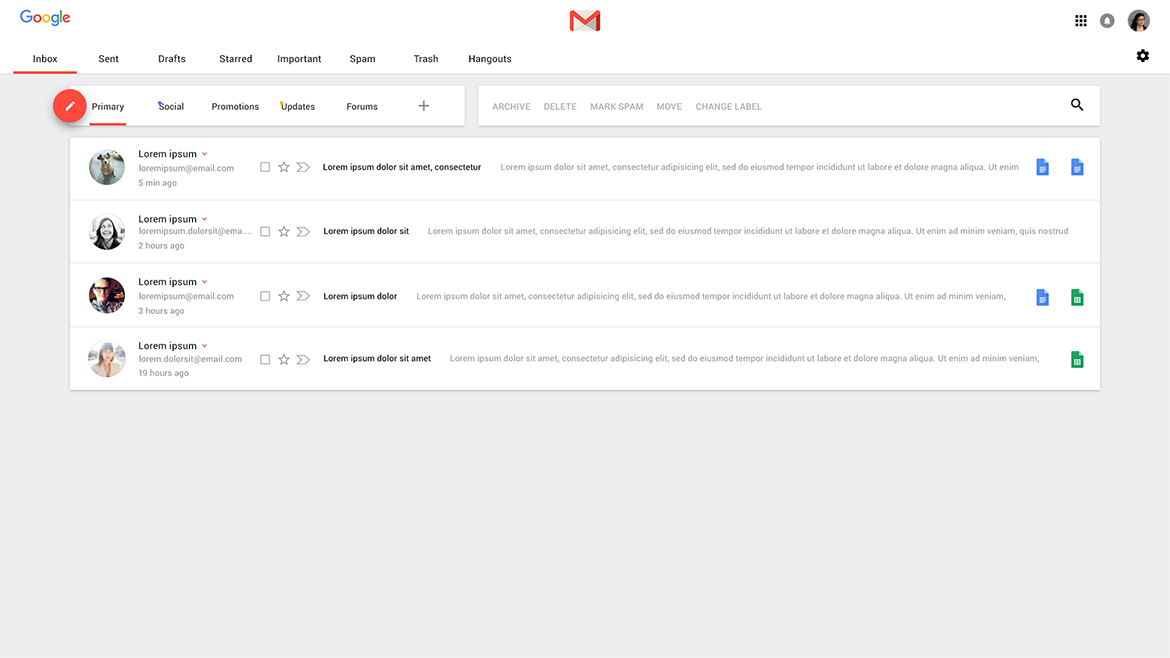 Google
Inbox Sent Drafts Starred Important Spam Trash Hangouts
Primary Social Promotions Updates Forums ARCHIVE DELETE MARK SPAM MOVE CHANGE LABEL
Lorem ipsum
loremipsum@email.com
5 min ago
Lorem ipsum dolor sit amet, consectetur Lorem ipsum dolor sit amet, consectetur adipisicing elit, sed do eiusmod tempor incididunt ut labore et dolore magna aliqua. Ut enim
Lorem ipsum
loremipsum.dolorsit@ema....
2 hours ago
Lorem ipsum dolor sit Lorem ipsum dolor sit amet, consectetur adipisicing elit, sed do eiusmod tempor incididunt ut labore et dolore magna aliqua. Ut enim ad minim veniam, quis nostrud
Lorem ipsum
loremipsum@email.com
3 hours ago
Lorem ipsum dolor Lorem ipsum dolor sit amet, consectetur adipisicing elit, sed do eiusmod tempor incididunt ut labore et dolore magna aliqua. Ut enim ad minim veniam,
Lorem ipsum
lorem.dolorsit@email.com
19 hours ago
Lorem ipsum dolor sit amet Lorem ipsum dolor sit amet, consectetur adipisicing elit, sed do eiusmod tempor incididunt ut labore et dolore magna aliqua. Ut enim ad minim veniam,